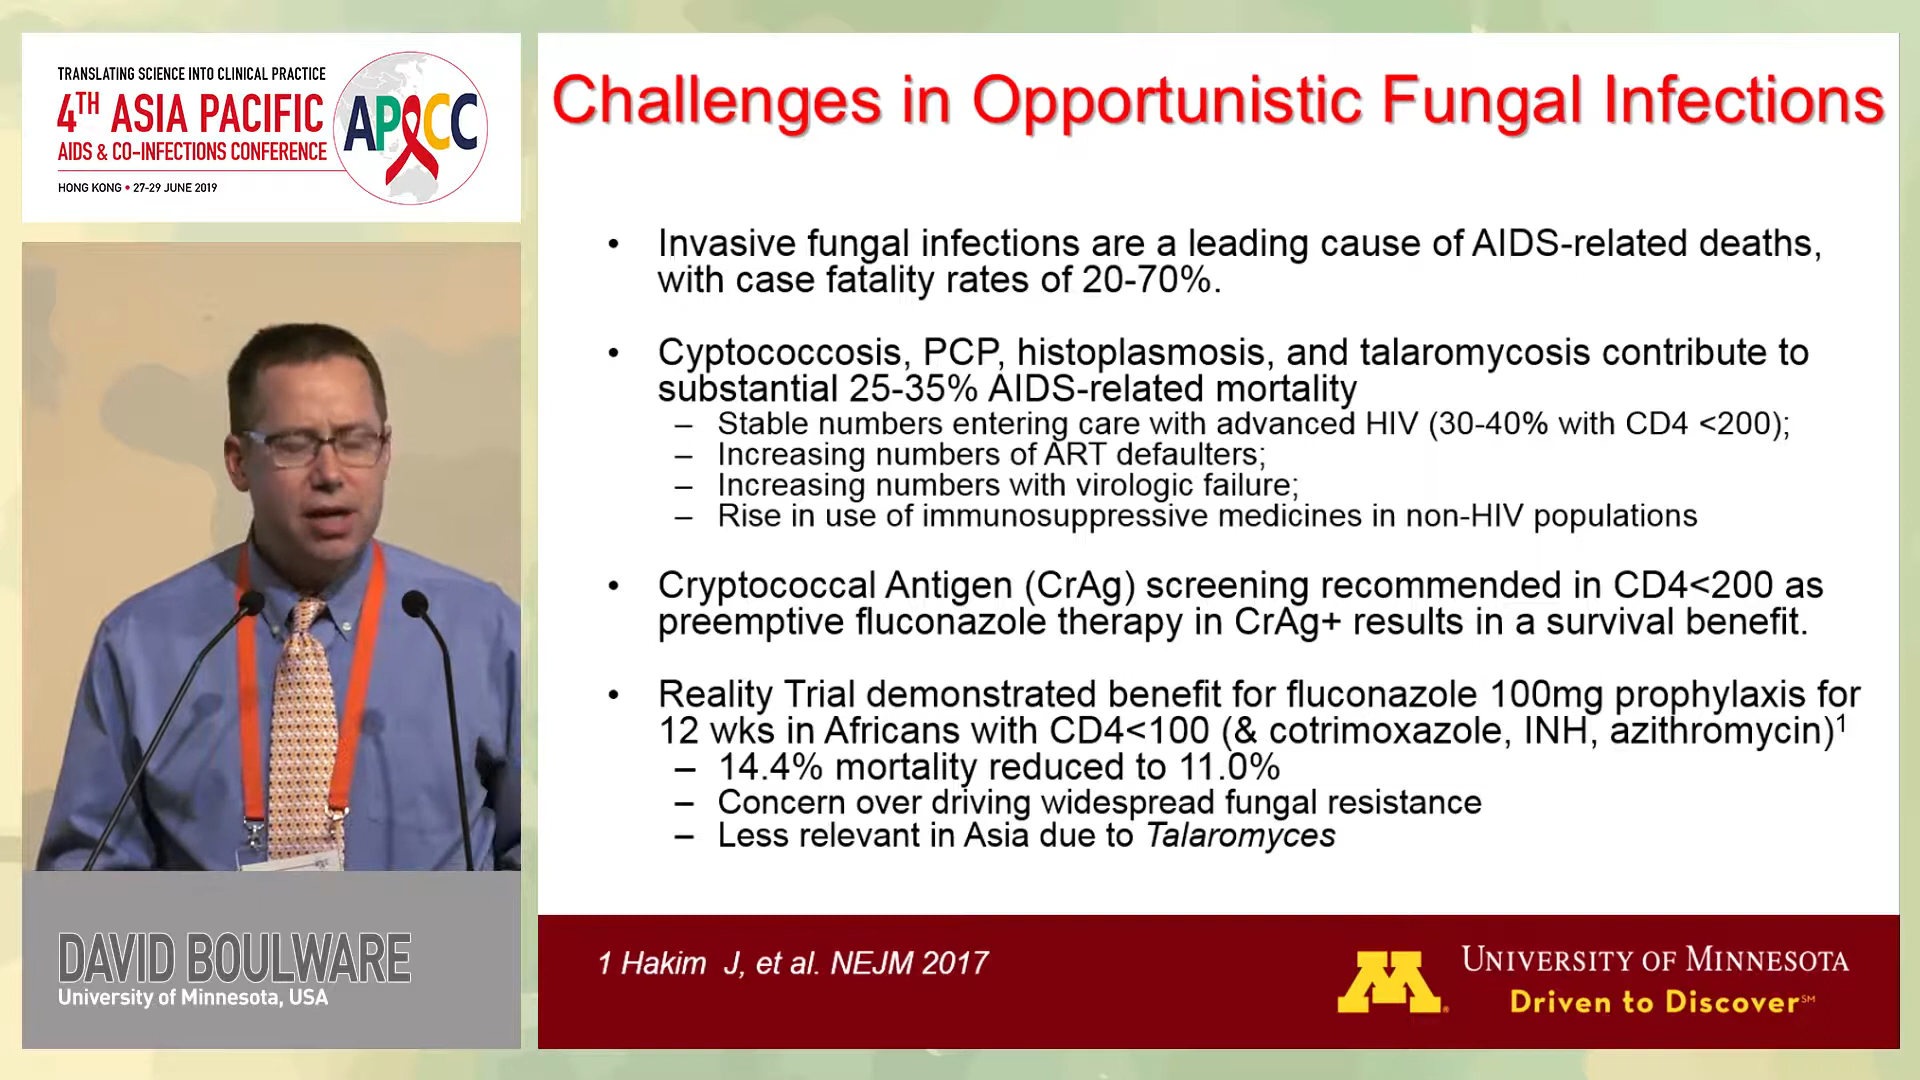 TRANSLATING SCIENCE INTO CLINICAL PRACTICE
4TH ASIA PACIFIC
AIDS & CO-INFECTIONS CONFERENCE
HONG KONG • 27-29 JUNE 2019
APACC
Challenges in Opportunistic Fungal Infections
• Invasive fungal infections are a leading cause of AIDS-related deaths,
with case fatality rates of 20-70%.
• Cyptococcosis, PCP, histoplasmosis, and talaromycosis contribute to
substantial 25-35% AIDS-related mortality
– Stable numbers entering care with advanced HIV (30-40% with CD4 <200);
– Increasing numbers of ART defaulters;
– Increasing numbers with virologic failure;
– Rise in use of immunosuppressive medicines in non-HIV populations
• Cryptococcal Antigen (CrAg) screening recommended in CD4<200 as
preemptive fluconazole therapy in CrAg+ results in a survival benefit.
• Reality Trial demonstrated benefit for fluconazole 100mg prophylaxis for
12 wks in Africans with CD4<100 (& cotrimoxazole, INH, azithromycin)1
– 14.4% mortality reduced to 11.0%
– Concern over driving widespread fungal resistance
– Less relevant in Asia due to Talaromyces
DAVID BOULWARE
University of Minnesota, USA
1 Hakim J, et al. NEJM 2017
M
UNIVERSITY OF MINNESOTA
Driven to Discover℠